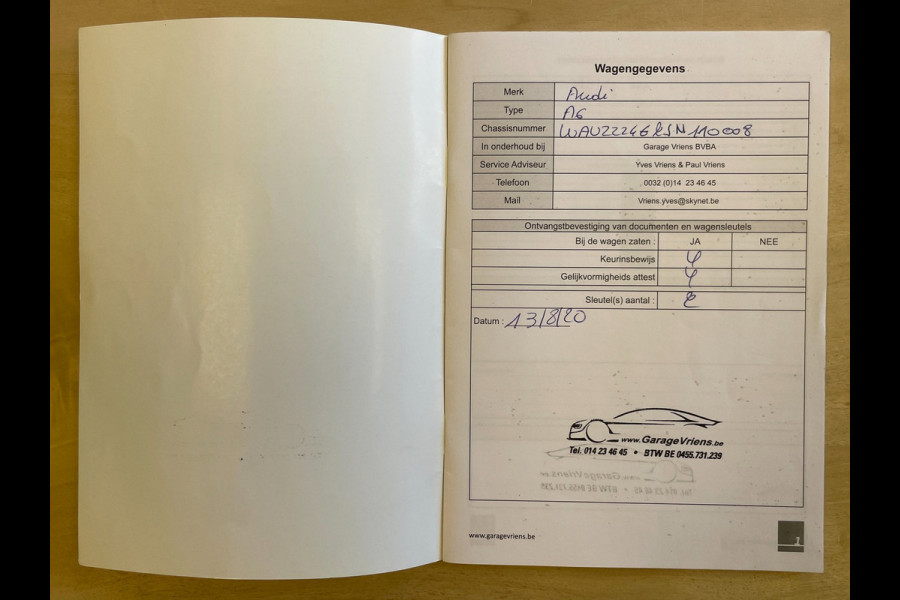 Wagengegevens
Merk Audi
Type A6
Chassisnummer WAUZZZ4G6KSN110008
In onderhoud bij Garage Vriens BVBA
Service Adviseur Yves Vriens & Paul Vriens
Telefoon 0032 (0)14 23 46 45
Mail Vriens.yves@skynet.be
Ontvangstbevestiging van documenten en wagensleutels
Bij de wagen zaten : JA NEE
Keurinsbewijs
Gelijkvormigheids attest
Sleutel(s) aantal : 2
Datum : 13/8/20
www.GarageVriens.be
Tel. 014 23 46 45 • BTW BE 0455.731.239
www.garagevriens.be